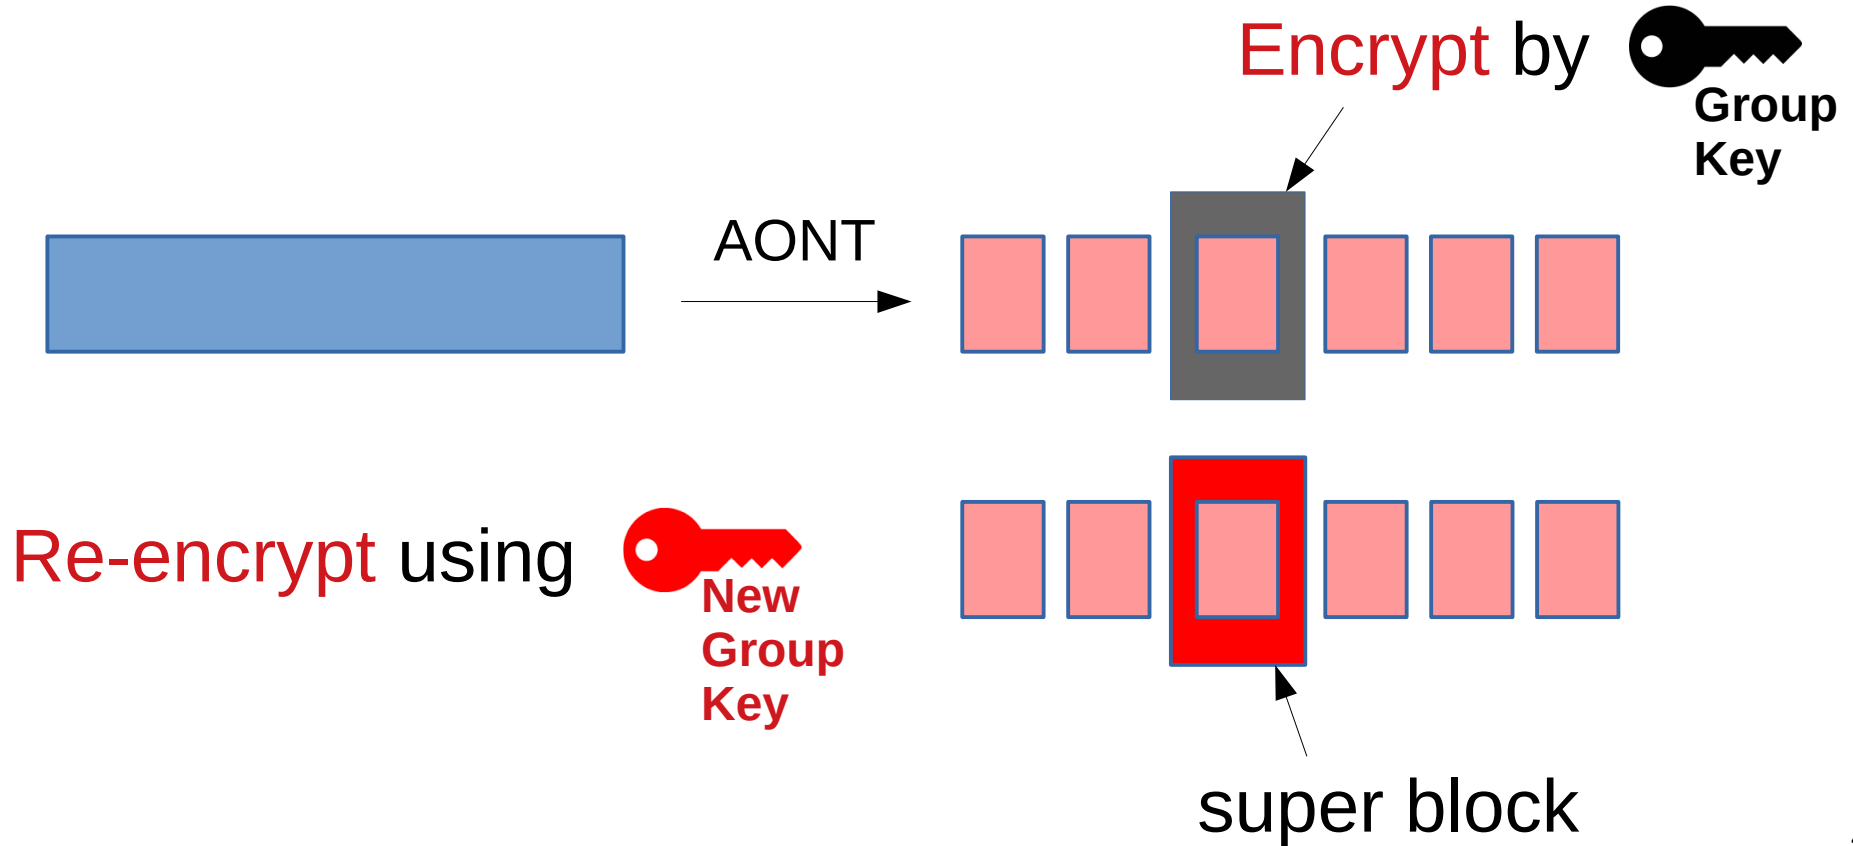 Encrypt by
Group
Key
AONT
Re-encrypt using
New
Group
Key
super block